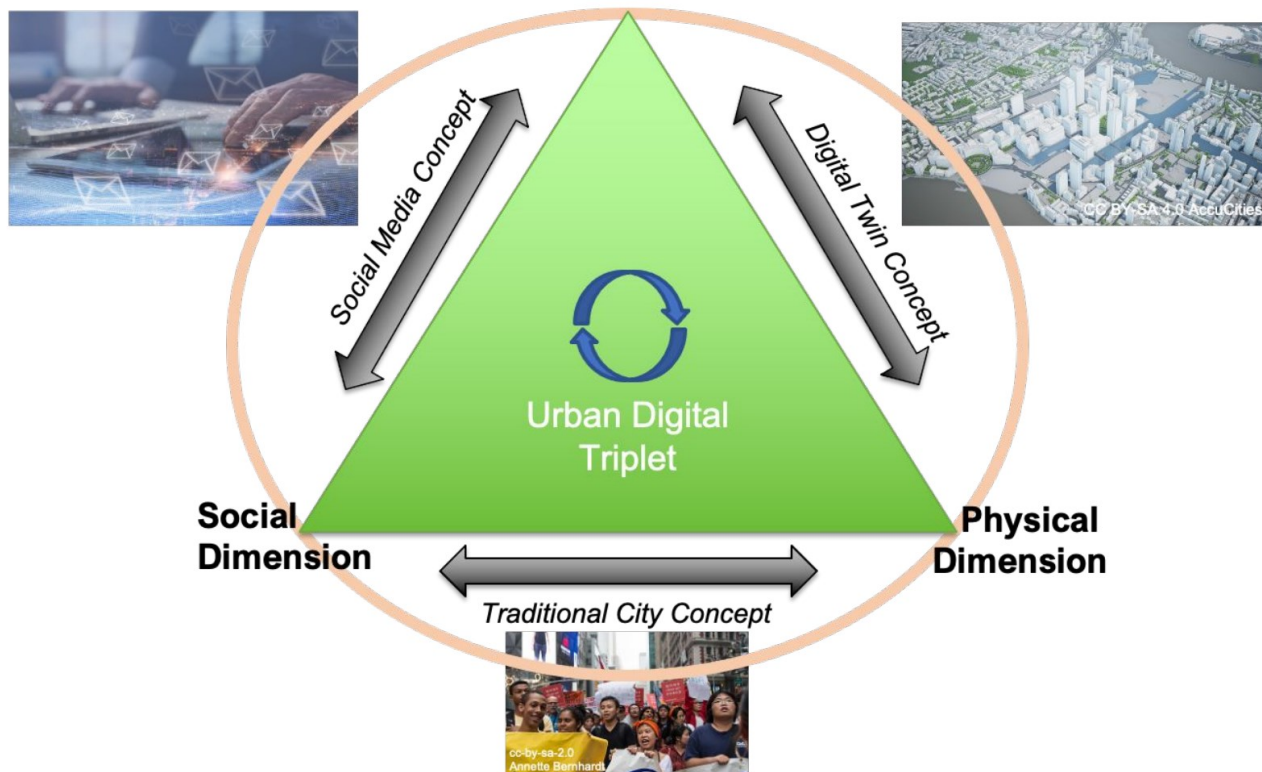 Social Media Concept
Digital Twin Concept
CC BY-SA 4.0 AccuCities
Urban Digital
Triplet
Social
Dimension
Physical
Dimension
Traditional City Concept
cc-by-sa-2.0
Annette Bernhardt